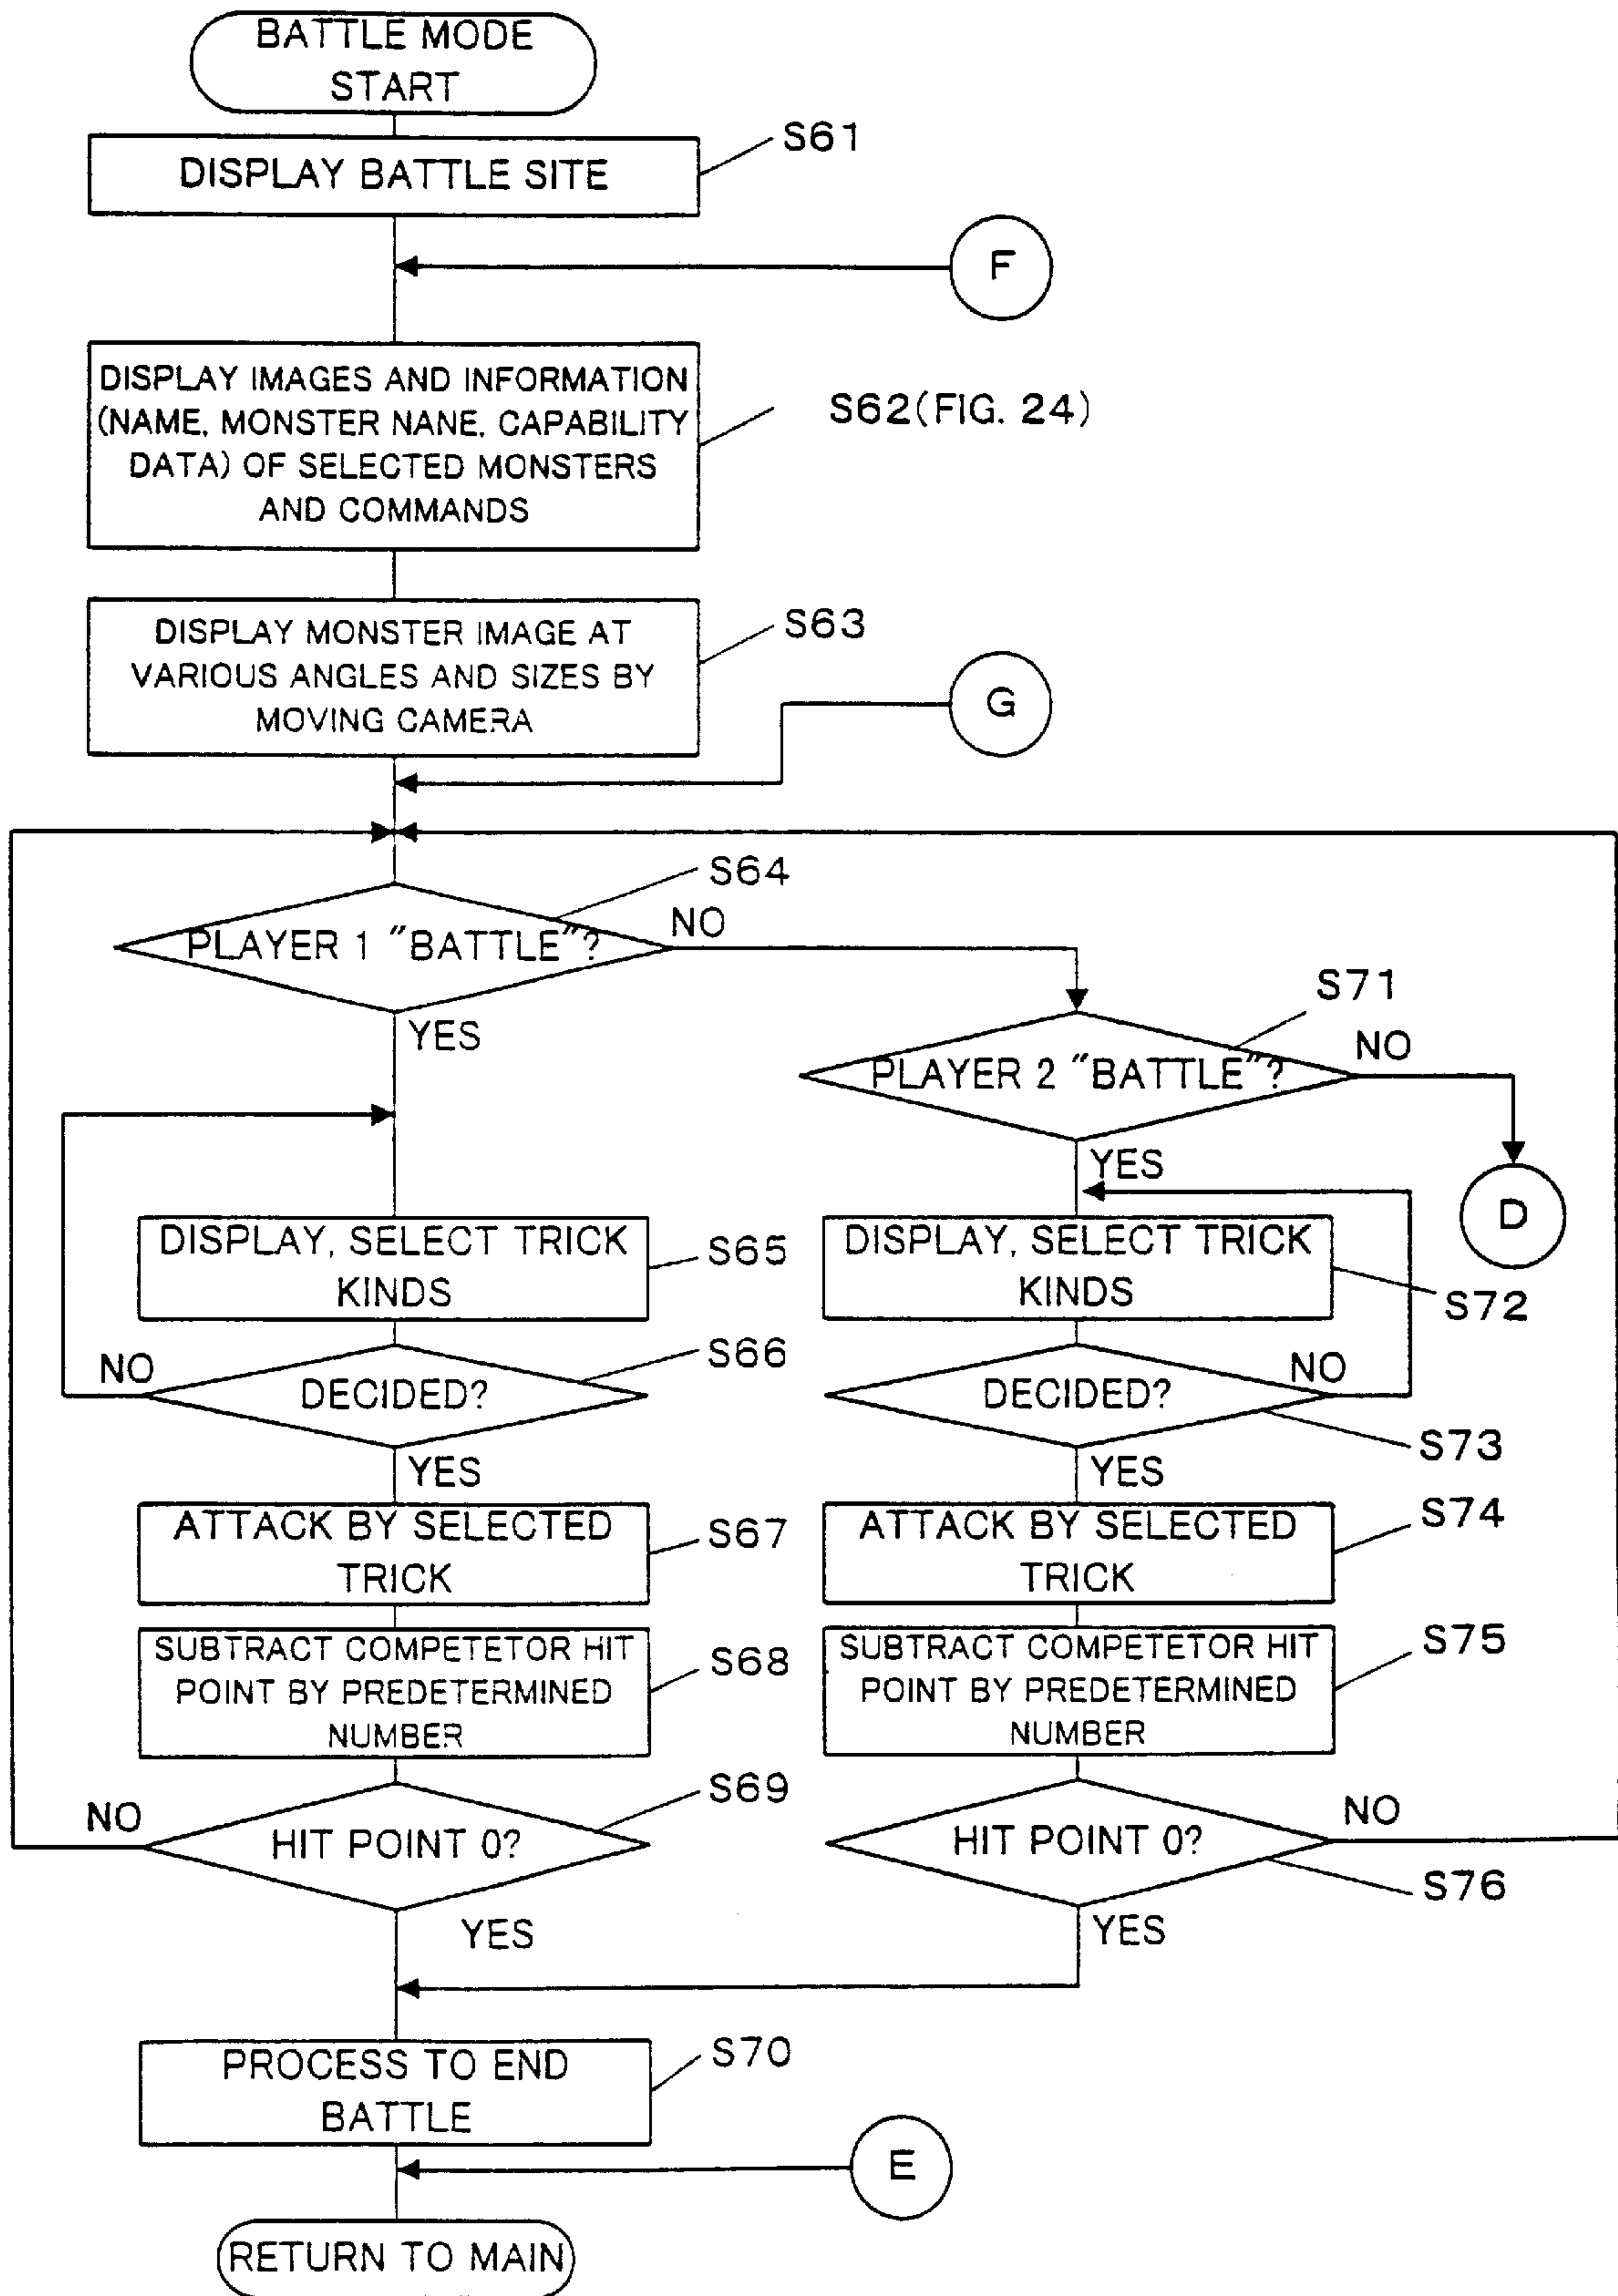 BATTLE MODE
START
S61
DISPLAY BATTLE SITE
F
DISPLAY IMAGES AND INFORMATION
(NAME, MONSTER NANE, CAPABILITY
DATA) OF SELECTED MONSTERS
AND COMMANDS
S62(FIG. 24)
DISPLAY MONSTER IMAGE AT
VARIOUS ANGLES AND SIZES BY
MOVING CAMERA
S63
G
S64
PLAYER 1 "BATTLE"?
NO
YES
S71
PLAYER 2 "BATTLE"?
NO
YES
D
DISPLAY, SELECT TRICK
KINDS
S65
DISPLAY, SELECT TRICK
KINDS
S72
S66
NO
DECIDED?
YES
DECIDED?
NO
S73
YES
ATTACK BY SELECTED
TRICK
S67
ATTACK BY SELECTED
TRICK
S74
SUBTRACT COMPETETOR HIT
POINT BY PREDETERMINED
NUMBER
S68
SUBTRACT COMPETETOR HIT
POINT BY PREDETERMINED
NUMBER
S75
S69
NO
HIT POINT 0?
YES
HIT POINT 0?
NO
S76
YES
PROCESS TO END
BATTLE
S70
E
RETURN TO MAIN